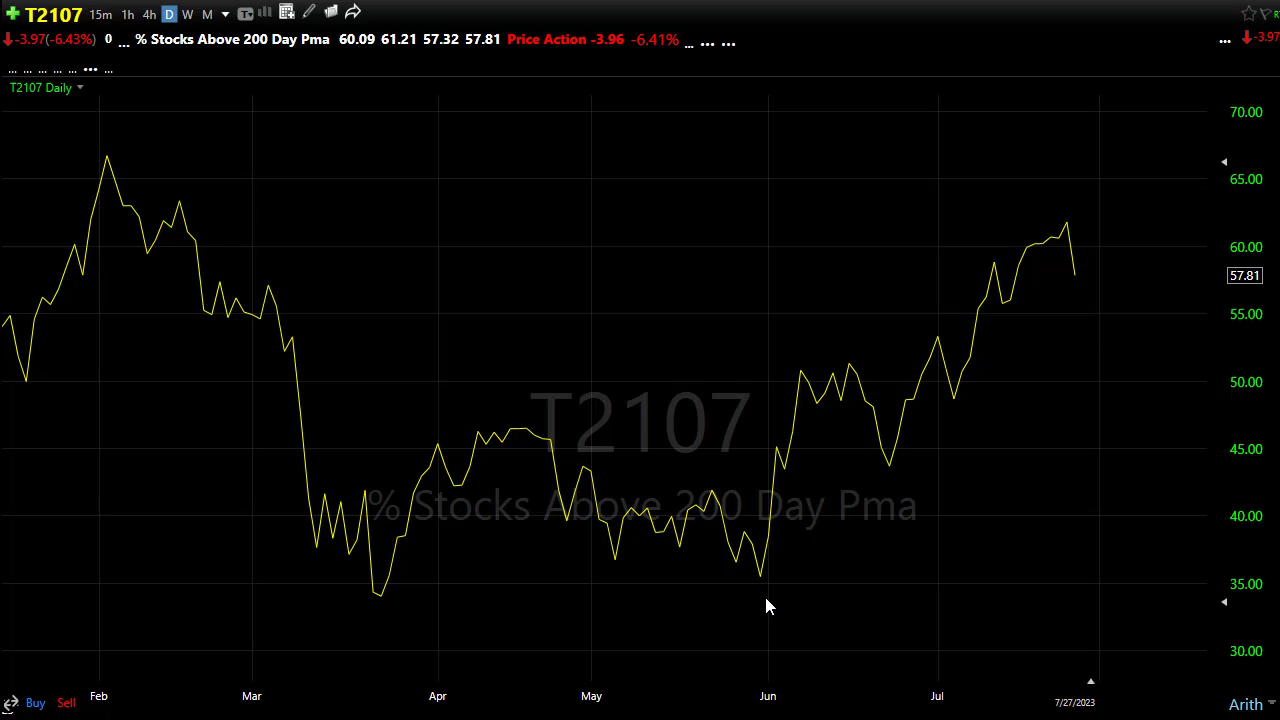 T2107 15m 1h 4h D W M T
-3.97(-6.43%) 0 ... % Stocks Above 200 Day Pma 60.09 61.21 57.32 57.81 Price Action -3.96 -6.41% ... ... ... ... -3.97
... ... ... ... ... ... ...
T2107 Daily
70.00
65.00
60.00
57.81
55.00
50.00
45.00
40.00
35.00
30.00
T2107
% Stocks Above 200 Day Pma
Feb Mar Apr May Jun Jul
Buy Sell 7/27/2023 Arith